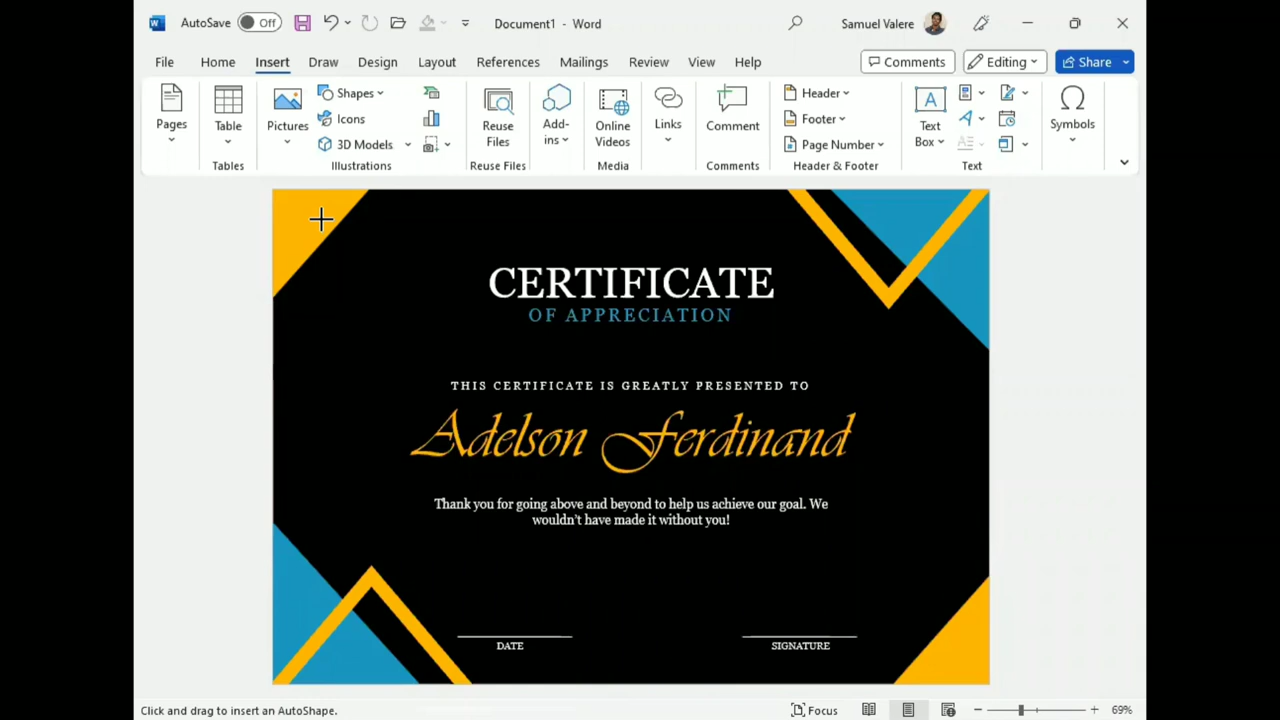 AutoSave Off Document1 - Word Samuel Valere
File Home Insert Draw Design Layout References Mailings Review View Help Comments Editing Share
Pages
Table
Tables
Pictures
Shapes
Icons
3D Models
Illustrations
Reuse
Files
Reuse Files
Add-
ins
Online
Videos
Media
Links
Comment
Comments
Header
Footer
Page Number
Header & Footer
Text
Box
Text
Symbols
CERTIFICATE
OF APPRECIATION
THIS CERTIFICATE IS GREATLY PRESENTED TO
Adelson Ferdinand
Thank you for going above and beyond to help us achieve our goal. We
wouldn't have made it without you!
DATE SIGNATURE
Click and drag to insert an AutoShape. Focus 69%